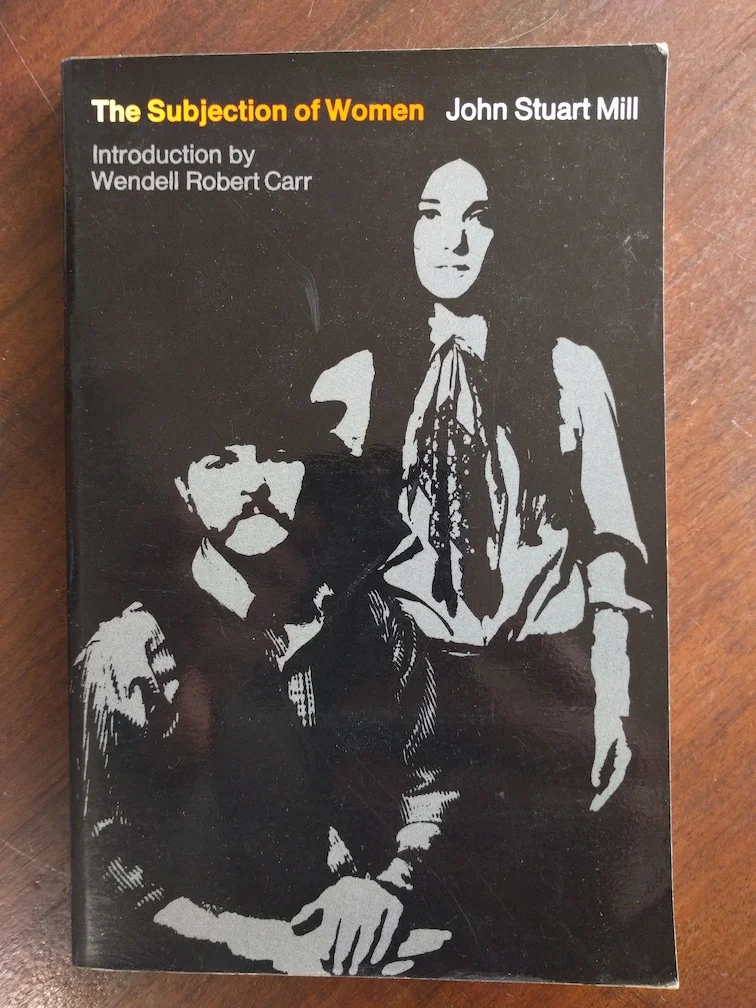 The Subjection of Women John Stuart Mill
Introduction by
Wendell Robert Carr